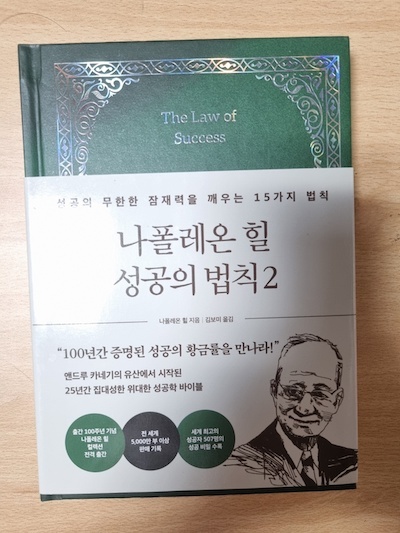 The Law of
Success
성공의 무한한 잠재력을 깨우는 15가지 법칙
나폴레온 힐
성공의 법칙 2
나폴레온 힐 지음 | 김보미 옮김
“100년간 증명된 성공의 황금률을 만나라!”
앤드루 카네기의 유산에서 시작된
25년간 집대성한 위대한 성공학 바이블
출간 100주년 기념
나폴레온 힐
컬렉션
전격 출간
전 세계
5,000만 부 이상
판매 기록
세계 최고의
성공자 507명의
성공 비밀 수록